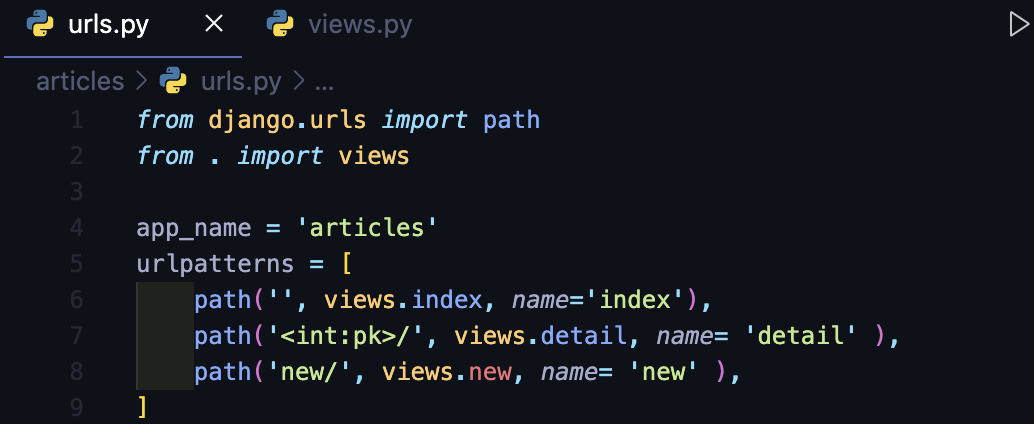 urls.py × views.py
articles > urls.py > ...
1 from django.urls import path
2 from . import views
3
4 app_name = 'articles'
5 urlpatterns = [
6     path('', views.index, name='index'),
7     path('<int:pk>/', views.detail, name= 'detail' ),
8     path('new/', views.new, name= 'new' ),
9 ]